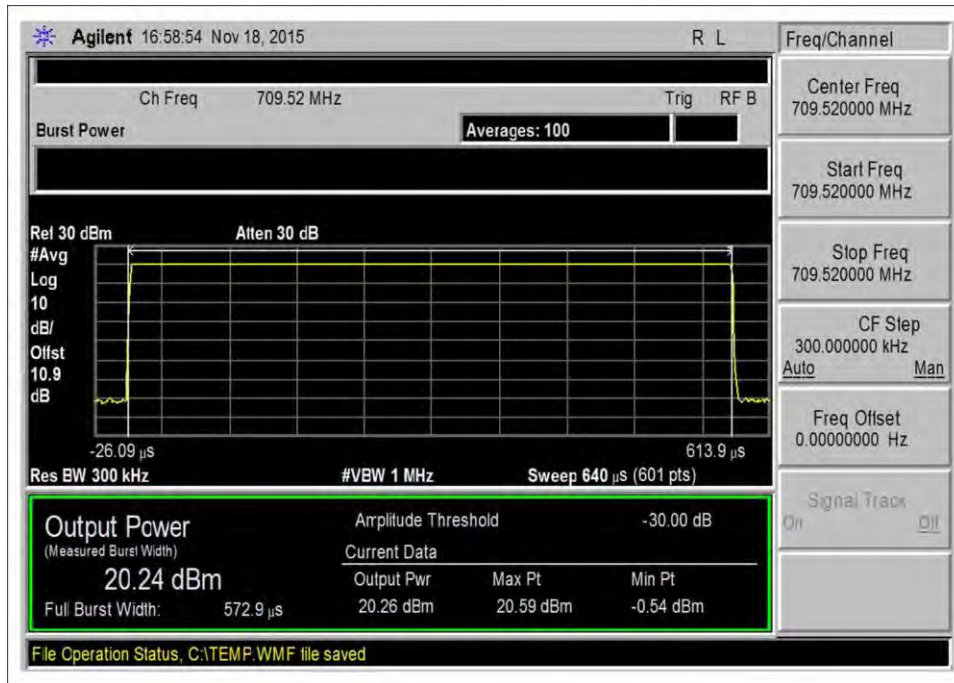 Agilent 16:58:54 Nov 18, 2015 R L
Freq/Channel
Ch Freq 709.52 MHz Trig RF B
Burst Power Averages: 100
Ref 30 dBm Atten 30 dB
#Avg
Log
10
dB/
Offst
10.9
dB
-26.09 µs 613.9 µs
Res BW 300 kHz #VBW 1 MHz Sweep 640 µs (601 pts)
Output Power
(Measured Burst Width)
20.24 dBm
Full Burst Width: 572.9 µs
Amplitude Threshold -30.00 dB
Current Data
Output Pwr Max Pt Min Pt
20.26 dBm 20.59 dBm -0.54 dBm
File Operation Status, C:\TEMP.WMF file saved
Center Freq
709.520000 MHz
Start Freq
709.520000 MHz
Stop Freq
709.520000 MHz
CF Step
300.000000 kHz
Auto Man
Freq Offset
0.00000000 Hz
Signal Track
On Off